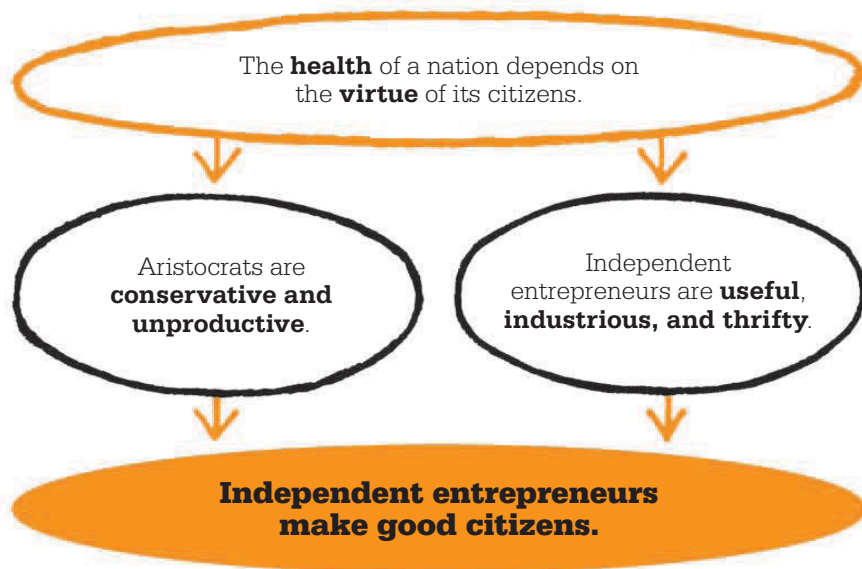 The health of a nation depends on
the virtue of its citizens.
Aristocrats are
conservative and
unproductive.
Independent
entrepreneurs are useful,
industrious, and thrifty.
Independent entrepreneurs
make good citizens.